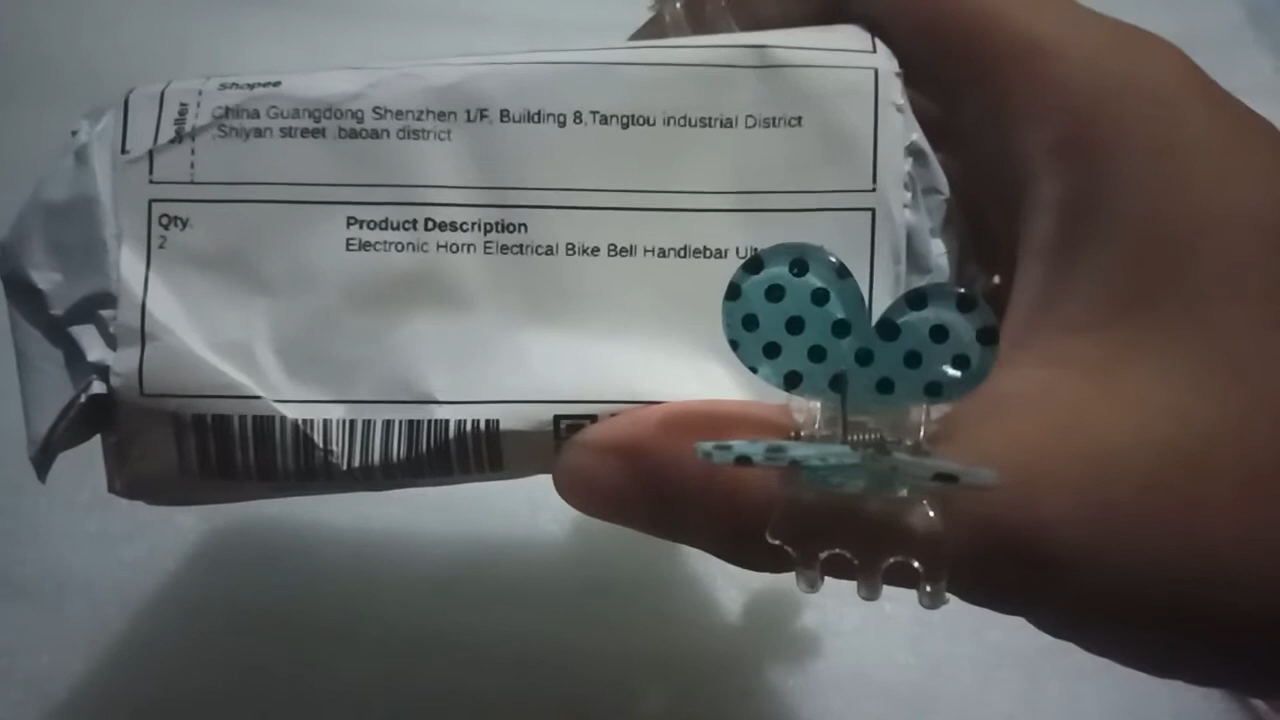 Shopee
Seller
China Guangdong Shenzhen 1/F, Building 8,Tangtou industrial District
,Shiyan street ,baoan district
Qty.
Product Description
2
Electronic Horn Electrical Bike Bell Handlebar